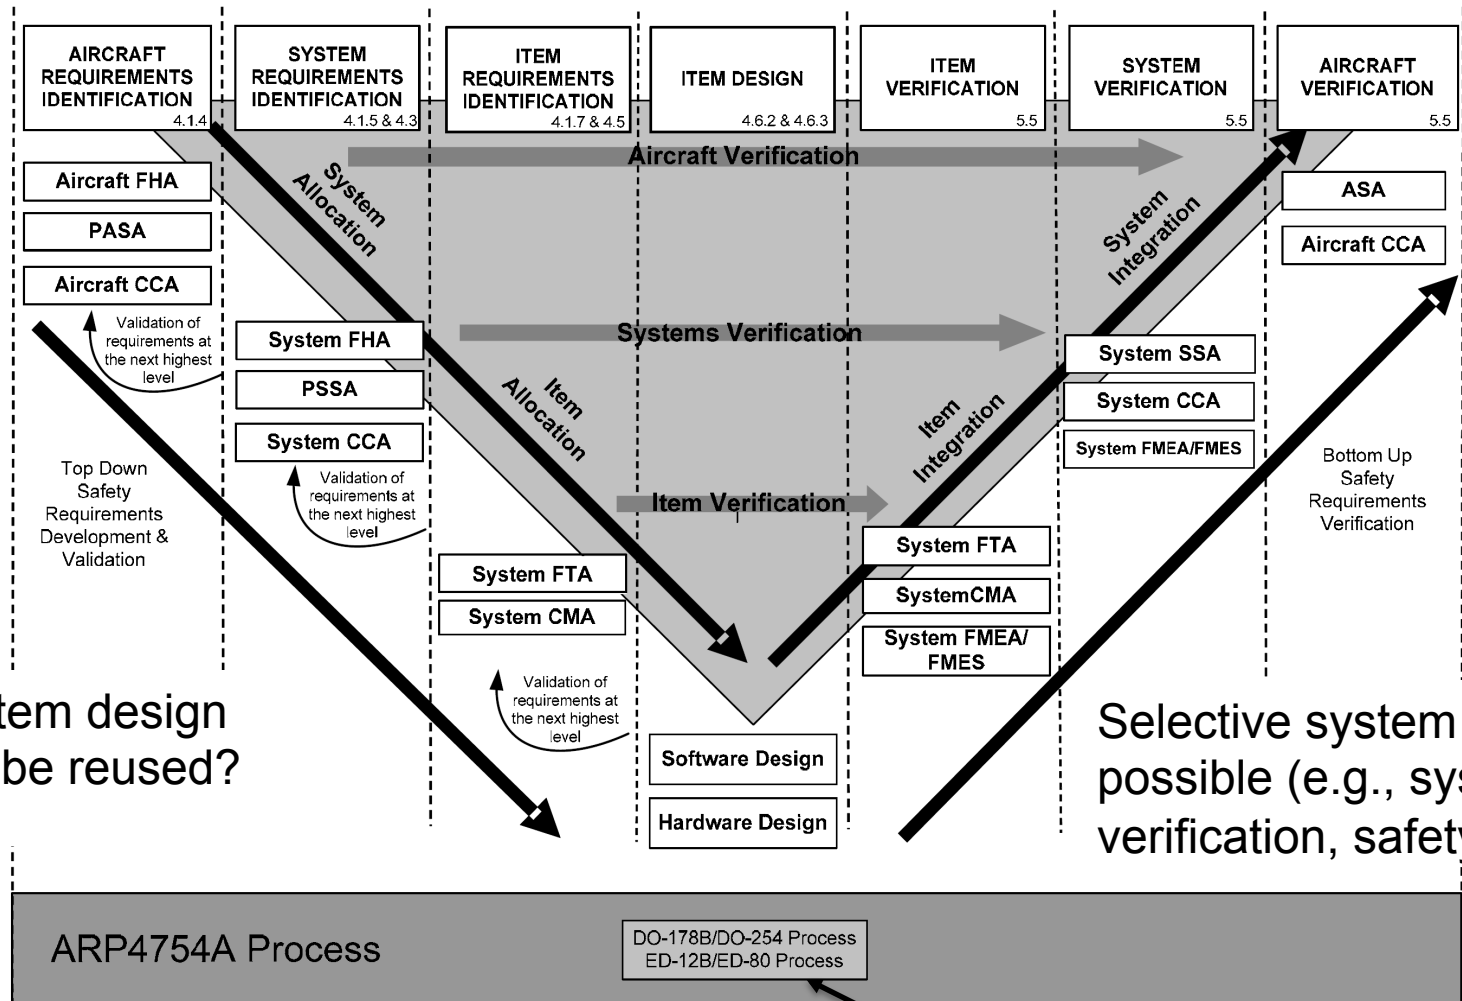 AIRCRAFT
REQUIREMENTS
IDENTIFICATION
4.1.4
SYSTEM
REQUIREMENTS
IDENTIFICATION
4.1.5 & 4.3
ITEM
REQUIREMENTS
IDENTIFICATION
4.1.7 & 4.5
ITEM DESIGN
4.6.2 & 4.6.3
ITEM
VERIFICATION
5.5
SYSTEM
VERIFICATION
5.5
AIRCRAFT
VERIFICATION
5.5
Aircraft FHA
PASA
Aircraft CCA
Validation of
requirements at
the next highest
level
Top Down
Safety
Requirements
Development &
Validation
System FHA
PSSA
System CCA
Validation of
requirements at
the next highest
level
System FTA
System CMA
Validation of
requirements at
the next highest
level
System
Allocation
Item
Allocation
Aircraft Verification
Systems Verification
Item Verification
Software Design
Hardware Design
Item
Integration
System
Integration
System FTA
SystemCMA
System FMEA/
FMES
System SSA
System CCA
System FMEA/FMES
ASA
Aircraft CCA
Bottom Up
Safety
Requirements
Verification
tem design
be reused?
Selective system
possible (e.g., sys
verification, safety
ARP4754A Process
DO-178B/DO-254 Process
ED-12B/ED-80 Process